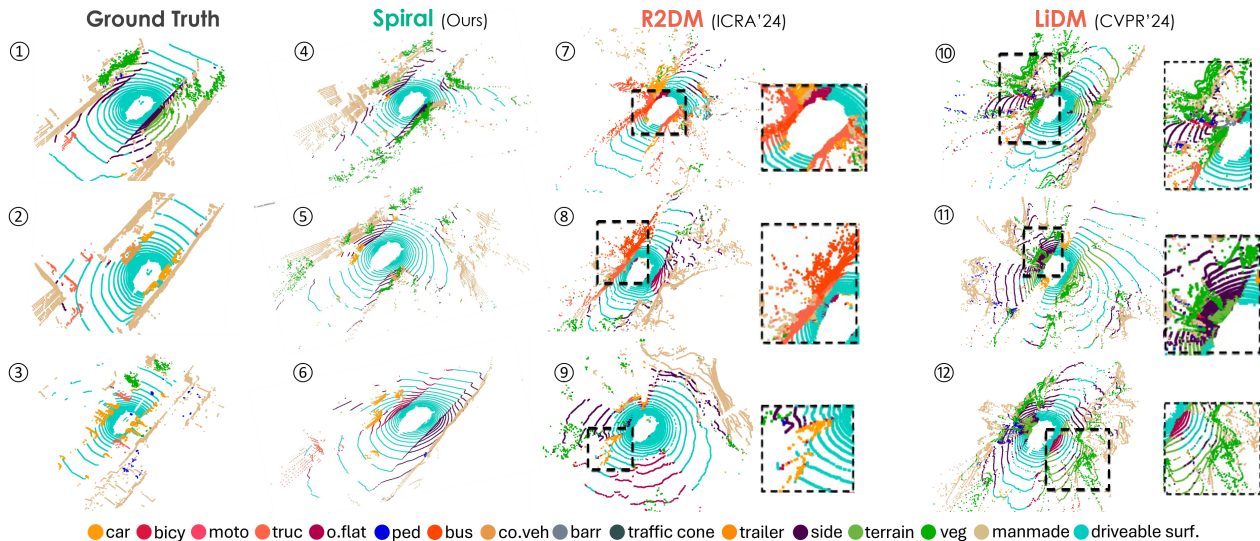 Ground Truth Spiral (Ours) R2DM (ICRA'24) LiDM (CVPR'24)
① ④ ⑦ ⑩
② ⑤ ⑧ ⑪
③ ⑥ ⑨ ⑫
car bicy moto truc o.flat ped bus co.veh barr traffic cone trailer side terrain veg manmade driveable surf.